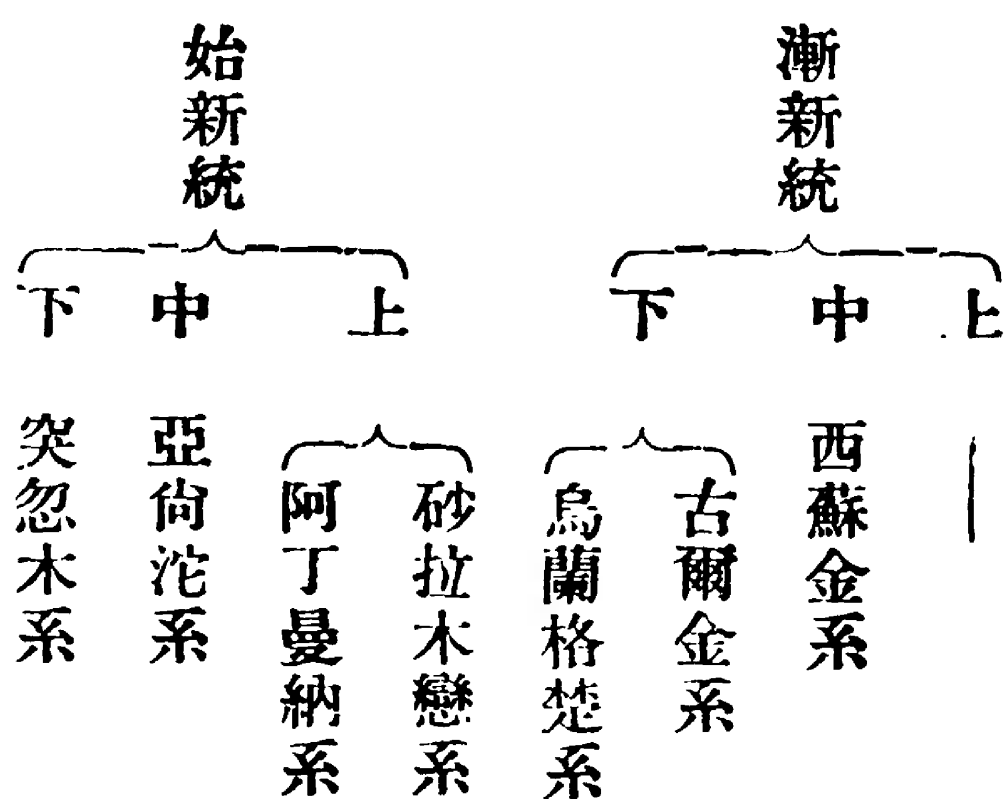 漸新統
上
中
西蘇金系
下
古爾金系
烏蘭格楚系
始新統
上
砂拉木戀系
阿丁曼納系
中
亞尙沱系
下
突忽木系